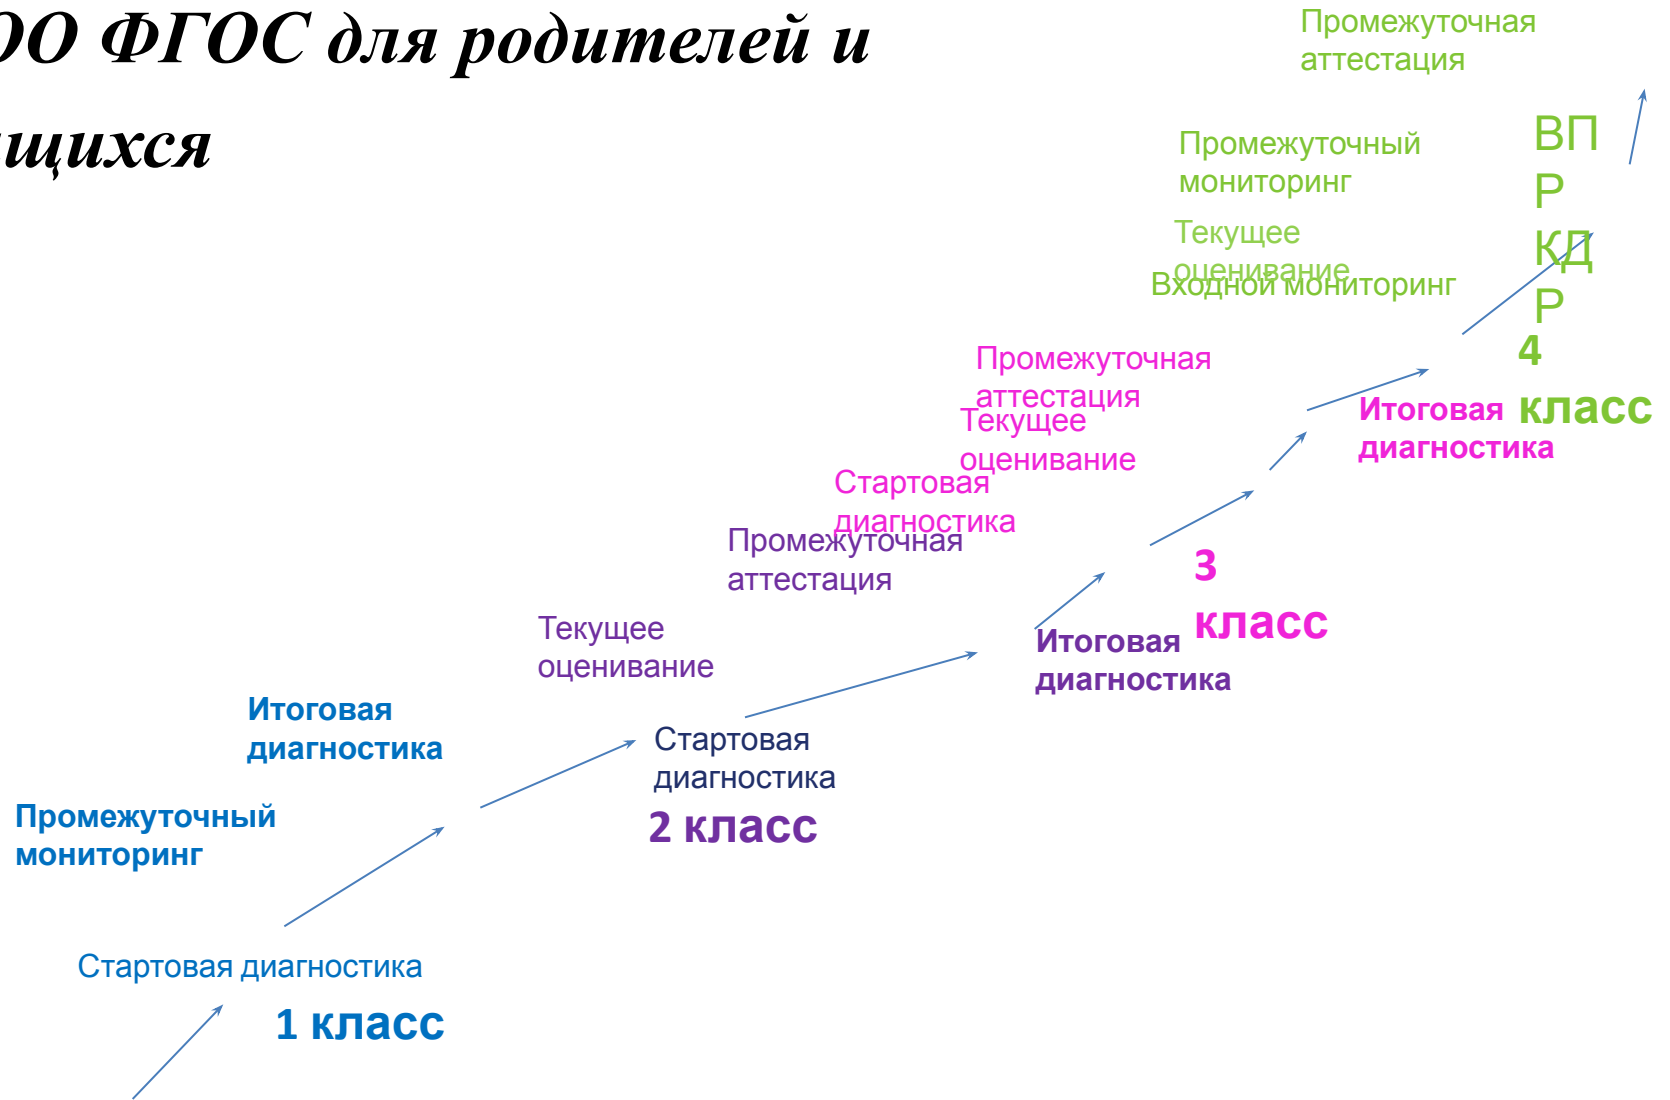 ОО ФГОС для родителей и
щихся
Промежуточная
аттестация
Промежуточный
мониторинг
ВП
Р
КД
Р
Текущее
оценивание
Входной мониторинг
4
класс
Промежуточная
аттестация
Текущее
оценивание
Итоговая
диагностика
Стартовая
диагностика
Промежуточная
аттестация
3
класс
Текущее
оценивание
Итоговая
диагностика
Итоговая
диагностика
Стартовая
диагностика
2 класс
Промежуточный
мониторинг
Стартовая диагностика
1 класс